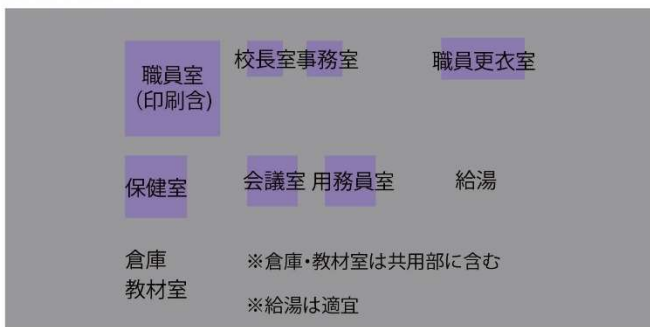 職員室
（印刷含)
校長室
事務室
職員更衣室
保健室
会議室
用務員室
給湯
倉庫
教材室
※倉庫・教材室は共用部に含む
※給湯は適宜